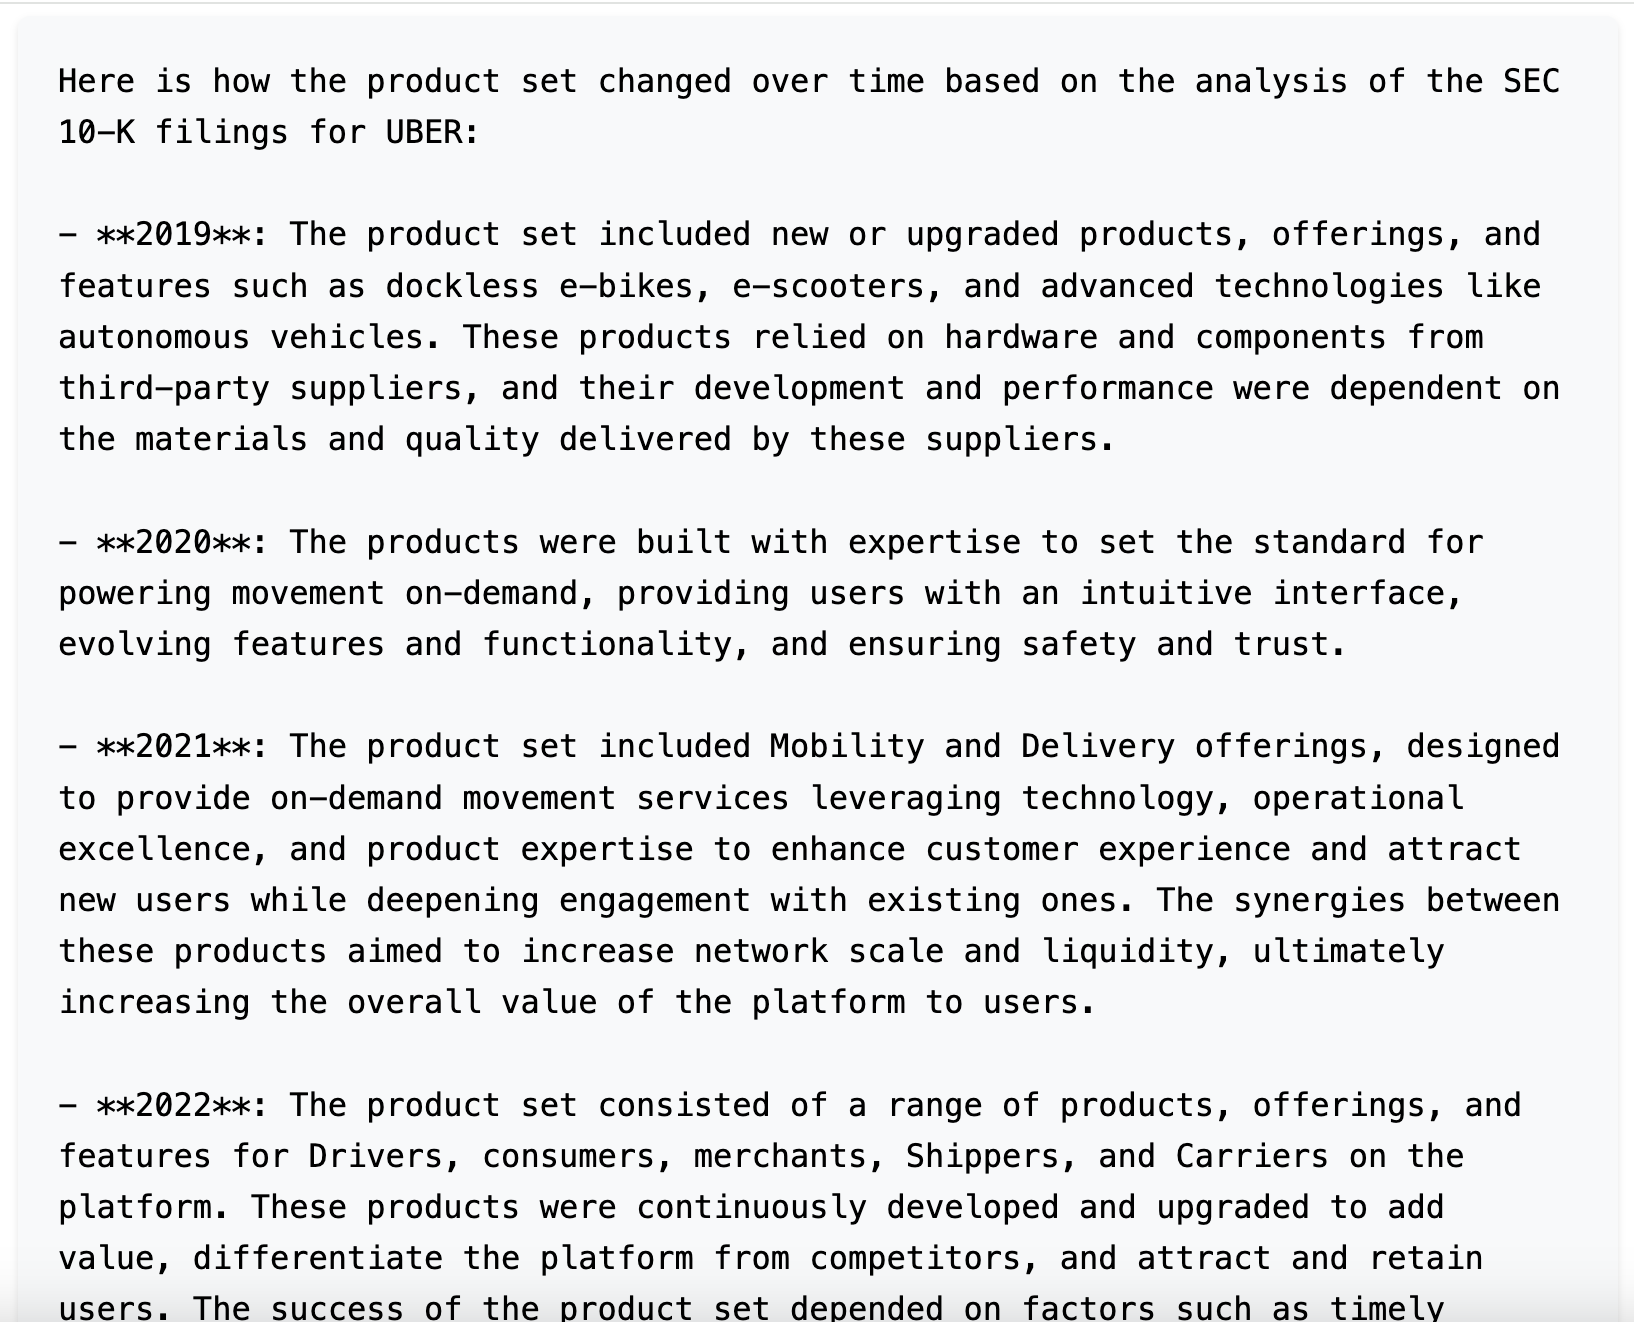 Here is how the product set changed over time based on the analysis of the SEC
10-K filings for UBER:
- **2019**: The product set included new or upgraded products, offerings, and
features such as dockless e-bikes, e-scooters, and advanced technologies like
autonomous vehicles. These products relied on hardware and components from
third-party suppliers, and their development and performance were dependent on
the materials and quality delivered by these suppliers.
- **2020**: The products were built with expertise to set the standard for
powering movement on-demand, providing users with an intuitive interface,
evolving features and functionality, and ensuring safety and trust.
- **2021**: The product set included Mobility and Delivery offerings, designed
to provide on-demand movement services leveraging technology, operational
excellence, and product expertise to enhance customer experience and attract
new users while deepening engagement with existing ones. The synergies between
these products aimed to increase network scale and liquidity, ultimately
increasing the overall value of the platform to users.
- **2022**: The product set consisted of a range of products, offerings, and
features for Drivers, consumers, merchants, Shippers, and Carriers on the
platform. These products were continuously developed and upgraded to add
value, differentiate the platform from competitors, and attract and retain
users. The success of the product set depended on factors such as timely